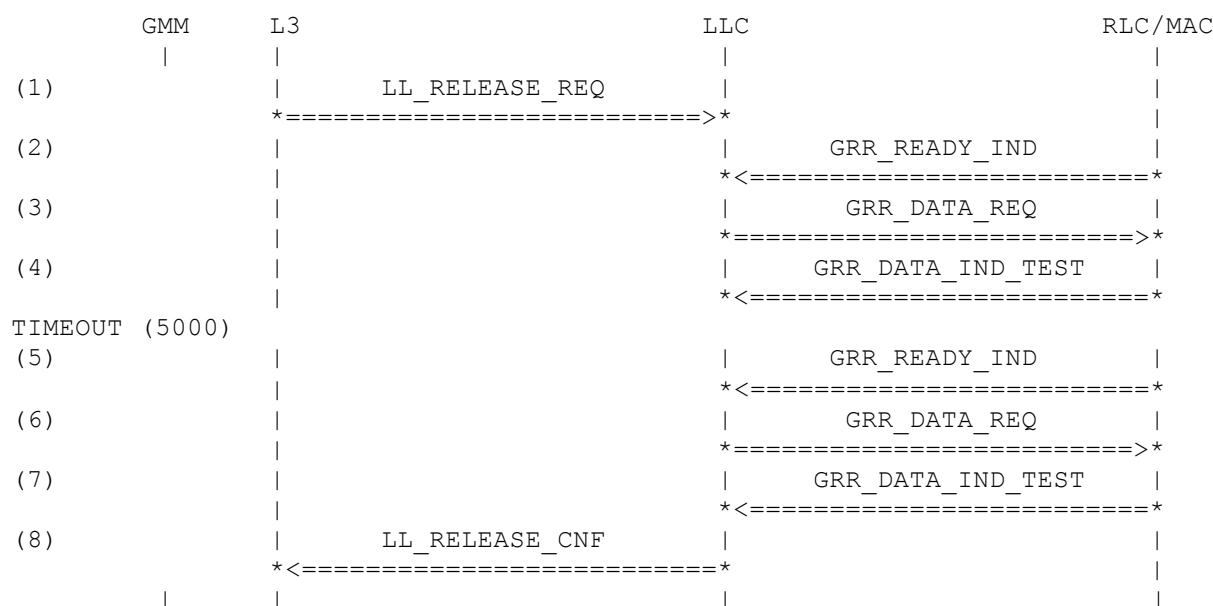 GMM L3 LLC RLC/MAC
| | | |
(1) | LL_RELEASE_REQ | |
*==========================>* |
(2) | | GRR_READY_IND |
| *<=========================*
(3) | | GRR_DATA_REQ |
| *=========================>*
(4) | | GRR_DATA_IND_TEST |
| *<=========================*
TIMEOUT (5000)
(5) | | GRR_READY_IND |
| *<=========================*
(6) | | GRR_DATA_REQ |
| *=========================>*
(7) | | GRR_DATA_IND_TEST |
| *<=========================*
(8) | LL_RELEASE_CNF | |
*<==========================* |
| | | |